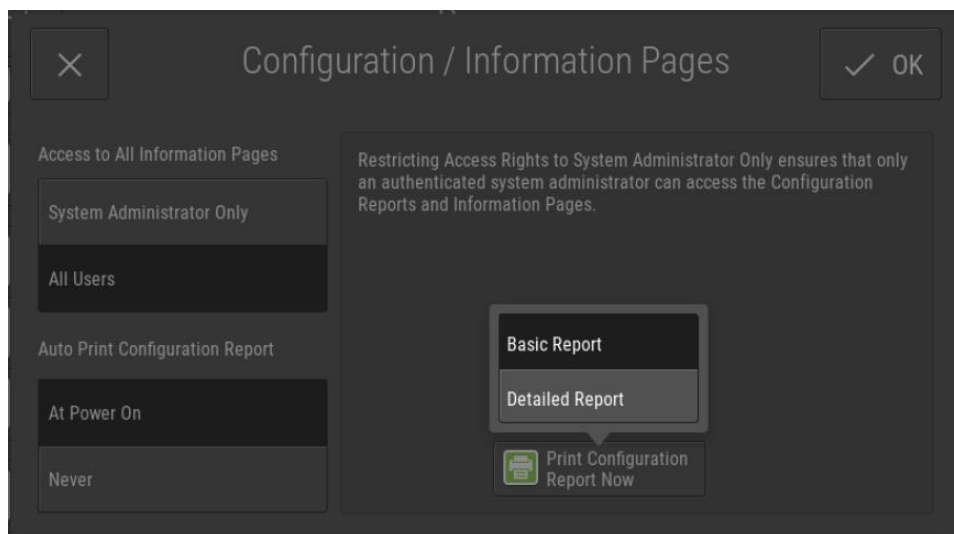 Configuration / Information Pages
OK
Access to All Information Pages
System Administrator Only
All Users
Auto Print Configuration Report
At Power On
Never
Restricting Access Rights to System Administrator Only ensures that only
an authenticated system administrator can access the Configuration
Reports and Information Pages.
Basic Report
Detailed Report
Print Configuration
Report Now